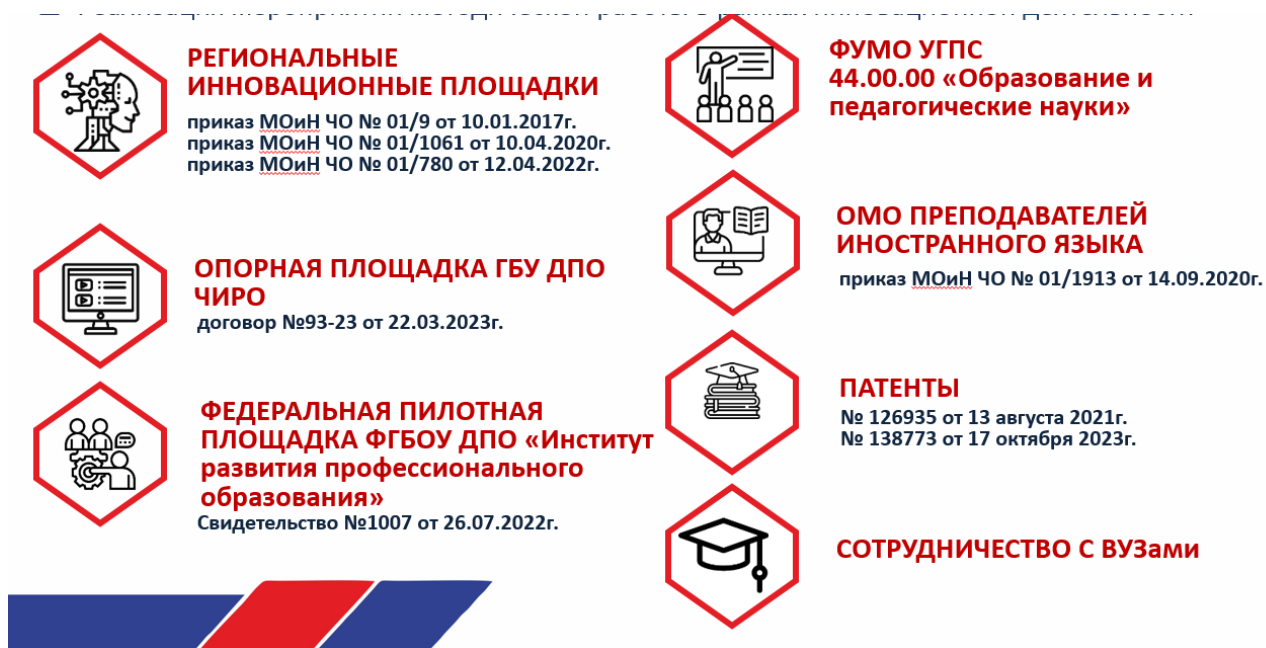 РЕГИОНАЛЬНЫЕ
ИННОВАЦИОННЫЕ ПЛОЩАДКИ
приказ МОиН ЧО № 01/9 от 10.01.2017г.
приказ МОиН ЧО № 01/1061 от 10.04.2020г.
приказ МОиН ЧО № 01/780 от 12.04.2022г.
ОПОРНАЯ ПЛОЩАДКА ГБУ ДПО
ЧИРО
договор №93-23 от 22.03.2023г.
ФЕДЕРАЛЬНАЯ ПИЛОТНАЯ
ПЛОЩАДКА ФГБОУ ДПО «Институт
развития профессионального
образования»
Свидетельство №1007 от 26.07.2022г.
ФУМО УГПС
44.00.00 «Образование и
педагогические науки»
ОМО ПРЕПОДАВАТЕЛЕЙ
ИНОСТРАННОГО ЯЗЫКА
приказ МОиН ЧО № 01/1913 от 14.09.2020г.
ПАТЕНТЫ
№ 126935 от 13 августа 2021г.
№ 138773 от 17 октября 2023г.
СОТРУДНИЧЕСТВО С ВУЗами